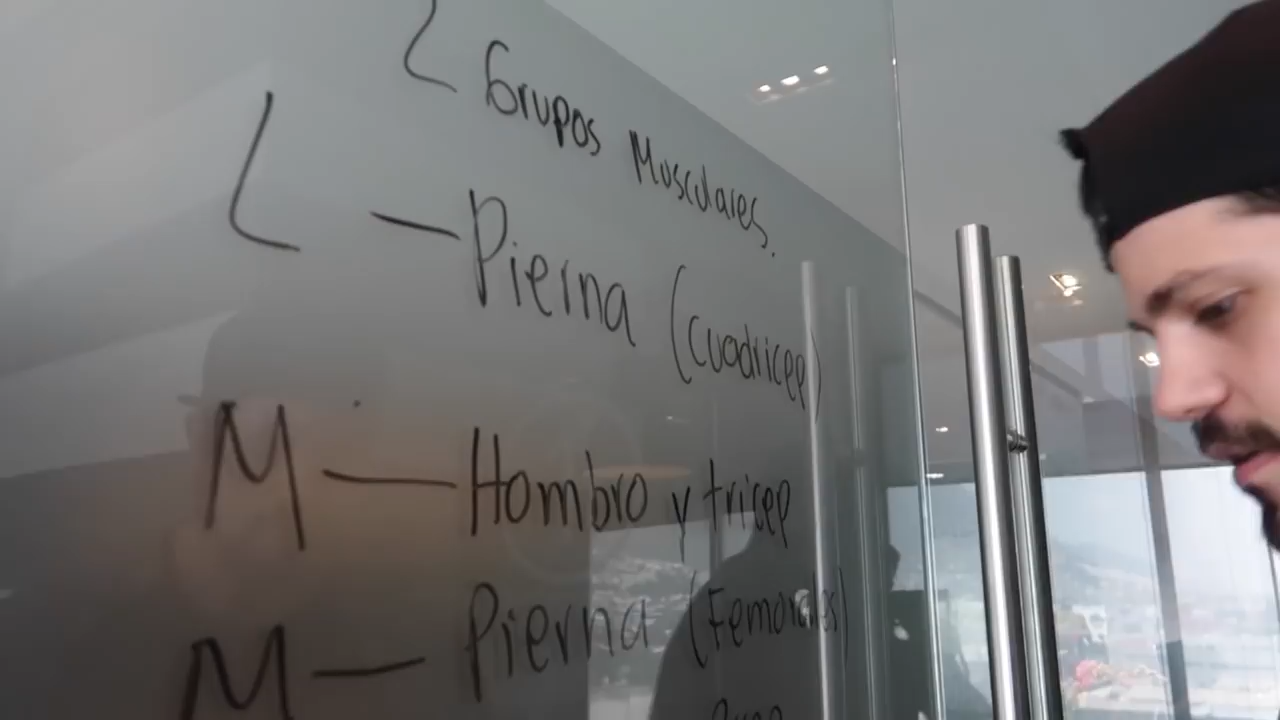 Grupos Musculares.
L — Pierna (cuadricep)
M — Hombro y tricep
M — Pierna (Femorales)